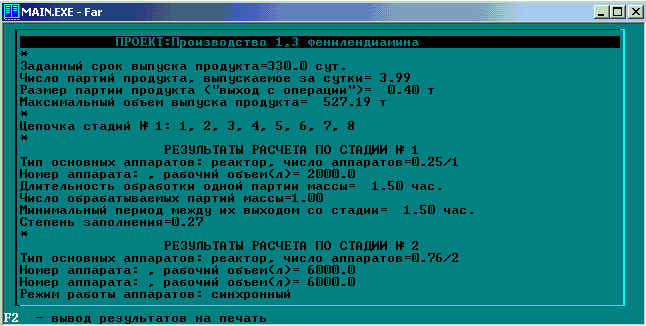 MAIN.EXE - Far
ПРОЕКТ:Производство 1,3 фенилендиамина
*
Заданный срок выпуска продукта=330.0 сут.
Число партий продукта, выпускаемое за сутки= 3.99
Размер партии продукта ("выход с операции")= 0.40 т
Максимальный объем выпуска продукта= 527.19 т
*
Цепочка стадий № 1: 1, 2, 3, 4, 5, 6, 7, 8
*
РЕЗУЛЬТАТЫ РАСЧЕТА ПО СТАДИИ № 1
Тип основных аппаратов: реактор, число аппаратов=0.25/1
Номер аппарата: , рабочий объем(л)= 2000.0
Длительность обработки одной партии массы= 1.50 час.
Число обрабатываемых партий массы=1.00
Минимальный период между их выходом со стадии= 1.50 час.
Степень заполнения=0.27
*
РЕЗУЛЬТАТЫ РАСЧЕТА ПО СТАДИИ № 2
Тип основных аппаратов: реактор, число аппаратов=0.76/2
Номер аппарата: , рабочий объем(л)= 6000.0
Номер аппарата: , рабочий объем(л)= 6000.0
Режим работы аппаратов: синхронный
F2 - вывод результатов на печать